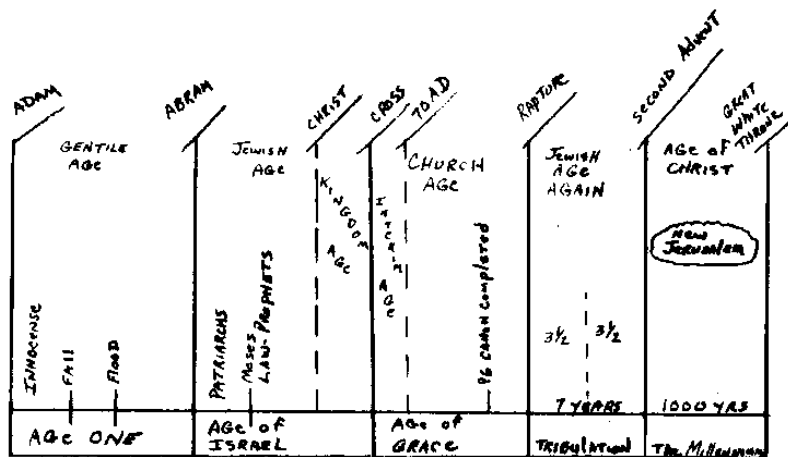 ADAM
ABRAM
CHRIST
CROSS
70 A.D
RAPTURE
SECOND ADVENT
GREAT
WHITE
THRONE
GENTILE
AGE
JEWISH
AGE
KINGDOM
AGE
INTERIM
AGE
CHURCH
AGE
JEWISH
AGE
AGAIN
AGE OF
CHRIST
NEW
JERUSALEM
INNOCENSE
FALL
FLOOD
PATRIARCHS
MOSES
LAW-PROPHETS
96 CANON COMPLETED
3½
3½
7 YEARS
1000 YRS
AGE ONE
AGE OF
ISRAEL
AGE OF
GRACE
TRIBULATION
THE MILLENNIUM